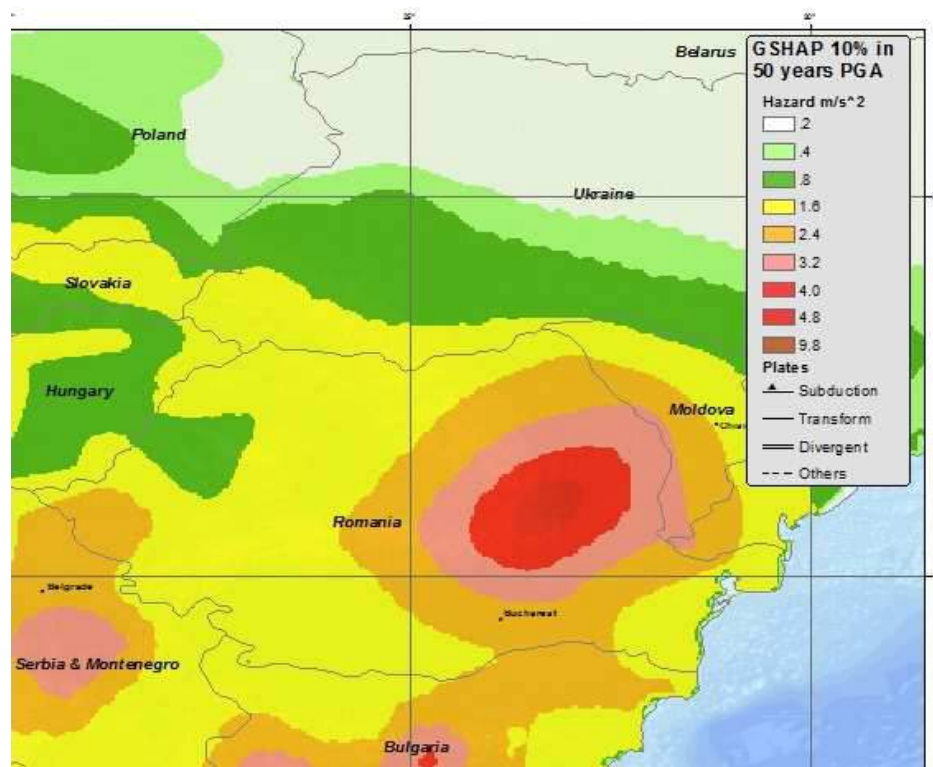 25°
30°
Belarus
GSHAP 10% in
50 years PGA
Hazard m/s^2
.2
.4
.8
1.6
2.4
3.2
4.0
4.8
9.8
Plates
Subduction
Transform
Divergent
Others
Poland
Ukraine
Slovakia
Hungary
Moldova
Romania
Belgrade
Bucharest
Serbia & Montenegro
Bulgaria